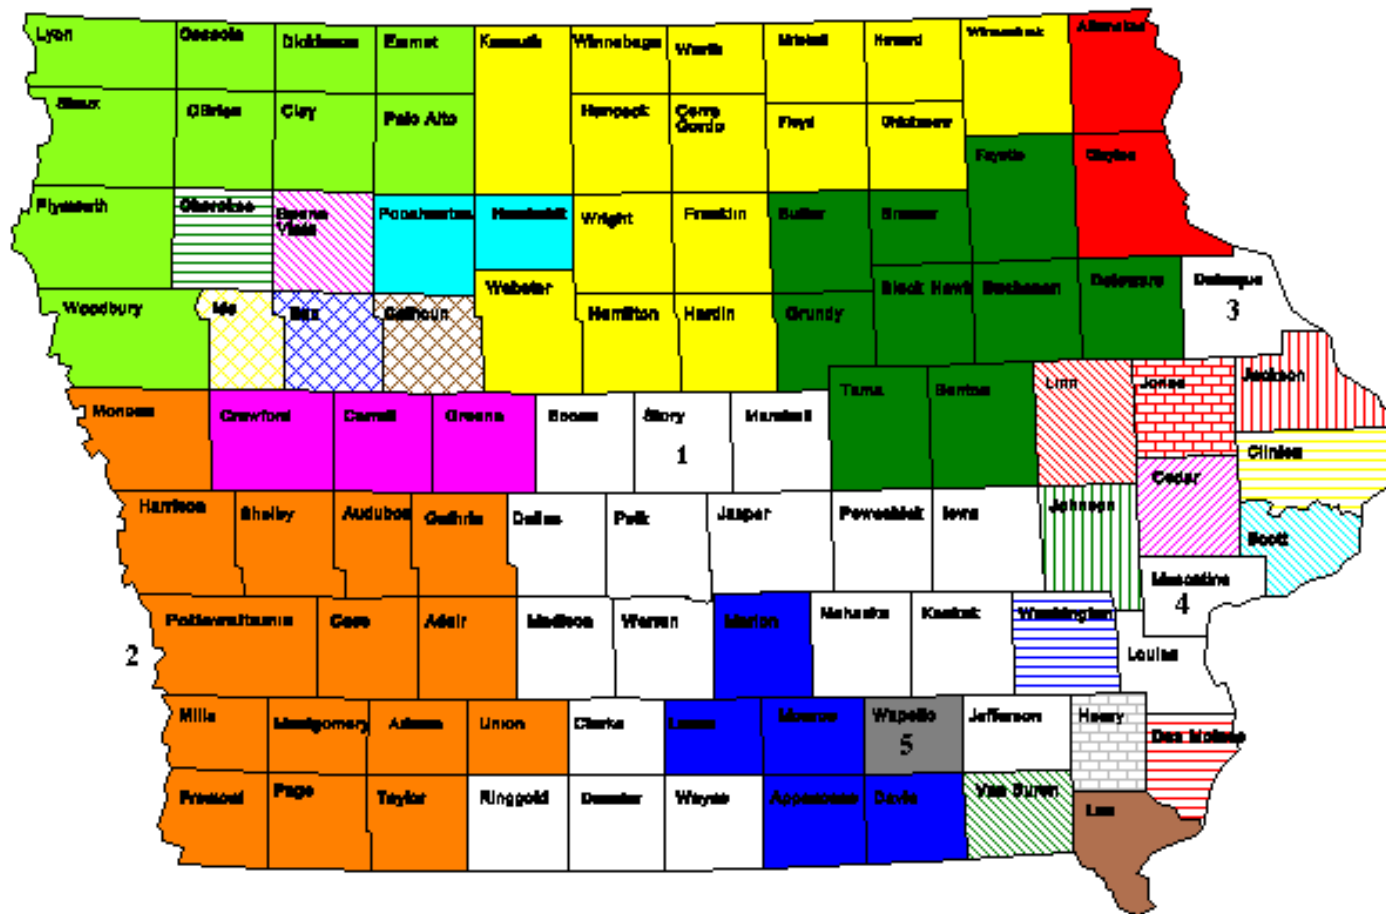 Lyon
Osceola
Dickinson
Emmet
Kossuth
Winnebago
Worth
Mitchell
Howard
Winneshiek
Allamakee
Sioux
OBrien
Clay
Palo Alto
Hancock
Cerro
Gordo
Floyd
Chickasaw
Fayette
Clayton
Plymouth
Cherokee
Buena
Vista
Pocahontas
Humboldt
Wright
Franklin
Butler
Bremer
Woodbury
Ida
Sac
Calhoun
Webster
Hamilton
Hardin
Grundy
Black Hawk
Buchanan
Delaware
Dubuque
3
Monona
Crawford
Carroll
Greene
Boone
Story
1
Marshall
Tama
Benton
Linn
Jones
Jackson
Clinton
Cedar
Harrison
Shelby
Audubon
Guthrie
Dallas
Polk
Jasper
Poweshiek
Iowa
Johnson
Scott
Muscatine
4
2
Pottawattamie
Cass
Adair
Madison
Warren
Marion
Mahaska
Keokuk
Washington
Louisa
Mills
Montgomery
Adams
Union
Clarke
Lucas
Monroe
Wapello
5
Jefferson
Henry
Des Moines
Fremont
Page
Taylor
Ringgold
Decatur
Wayne
Appanoose
Davis
Van Buren
Lee